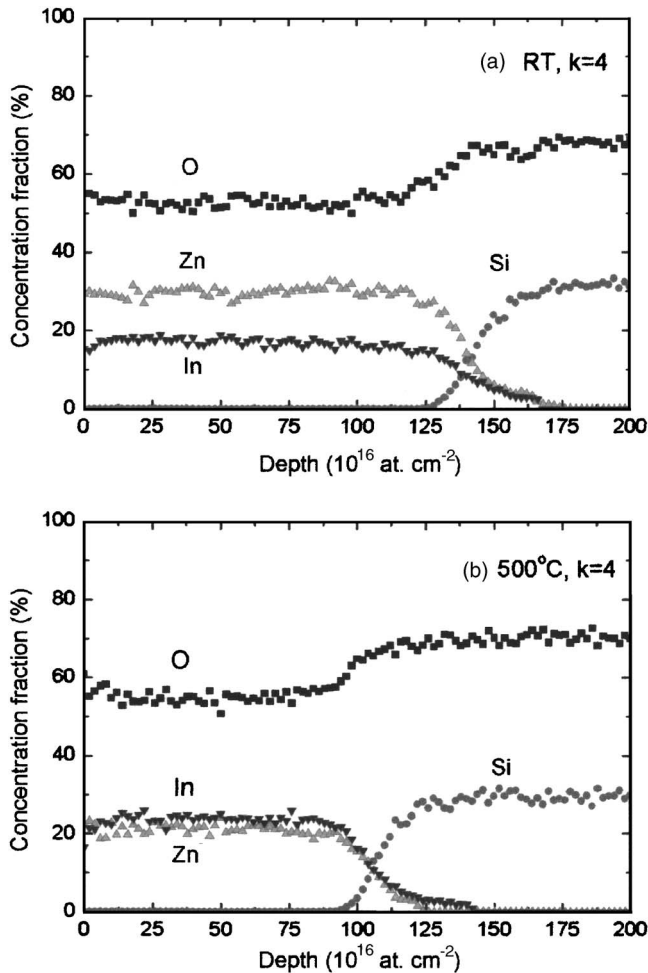 100
(a) RT, k=4
80
60
40
20
0
Concentration fraction (%)
O
Zn
Si
In
0 25 50 75 100 125 150 175 200
Depth (10¹⁶ at. cm⁻²)
100
(b) 500°C, k=4
80
60
40
20
0
Concentration fraction (%)
O
In
Si
Zn
0 25 50 75 100 125 150 175 200
Depth (10¹⁶ at. cm⁻²)